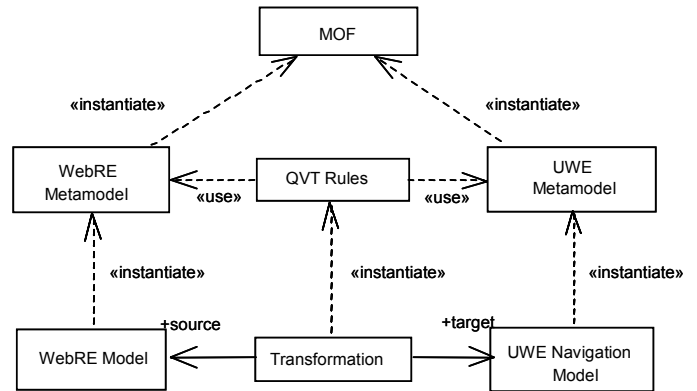 MOF
«instantiate»
«instantiate»
WebRE
Metamodel
QVT Rules
UWE
Metamodel
«use»
«use»
«instantiate»
«instantiate»
«instantiate»
+source
+target
WebRE Model
Transformation
UWE Navigation
Model